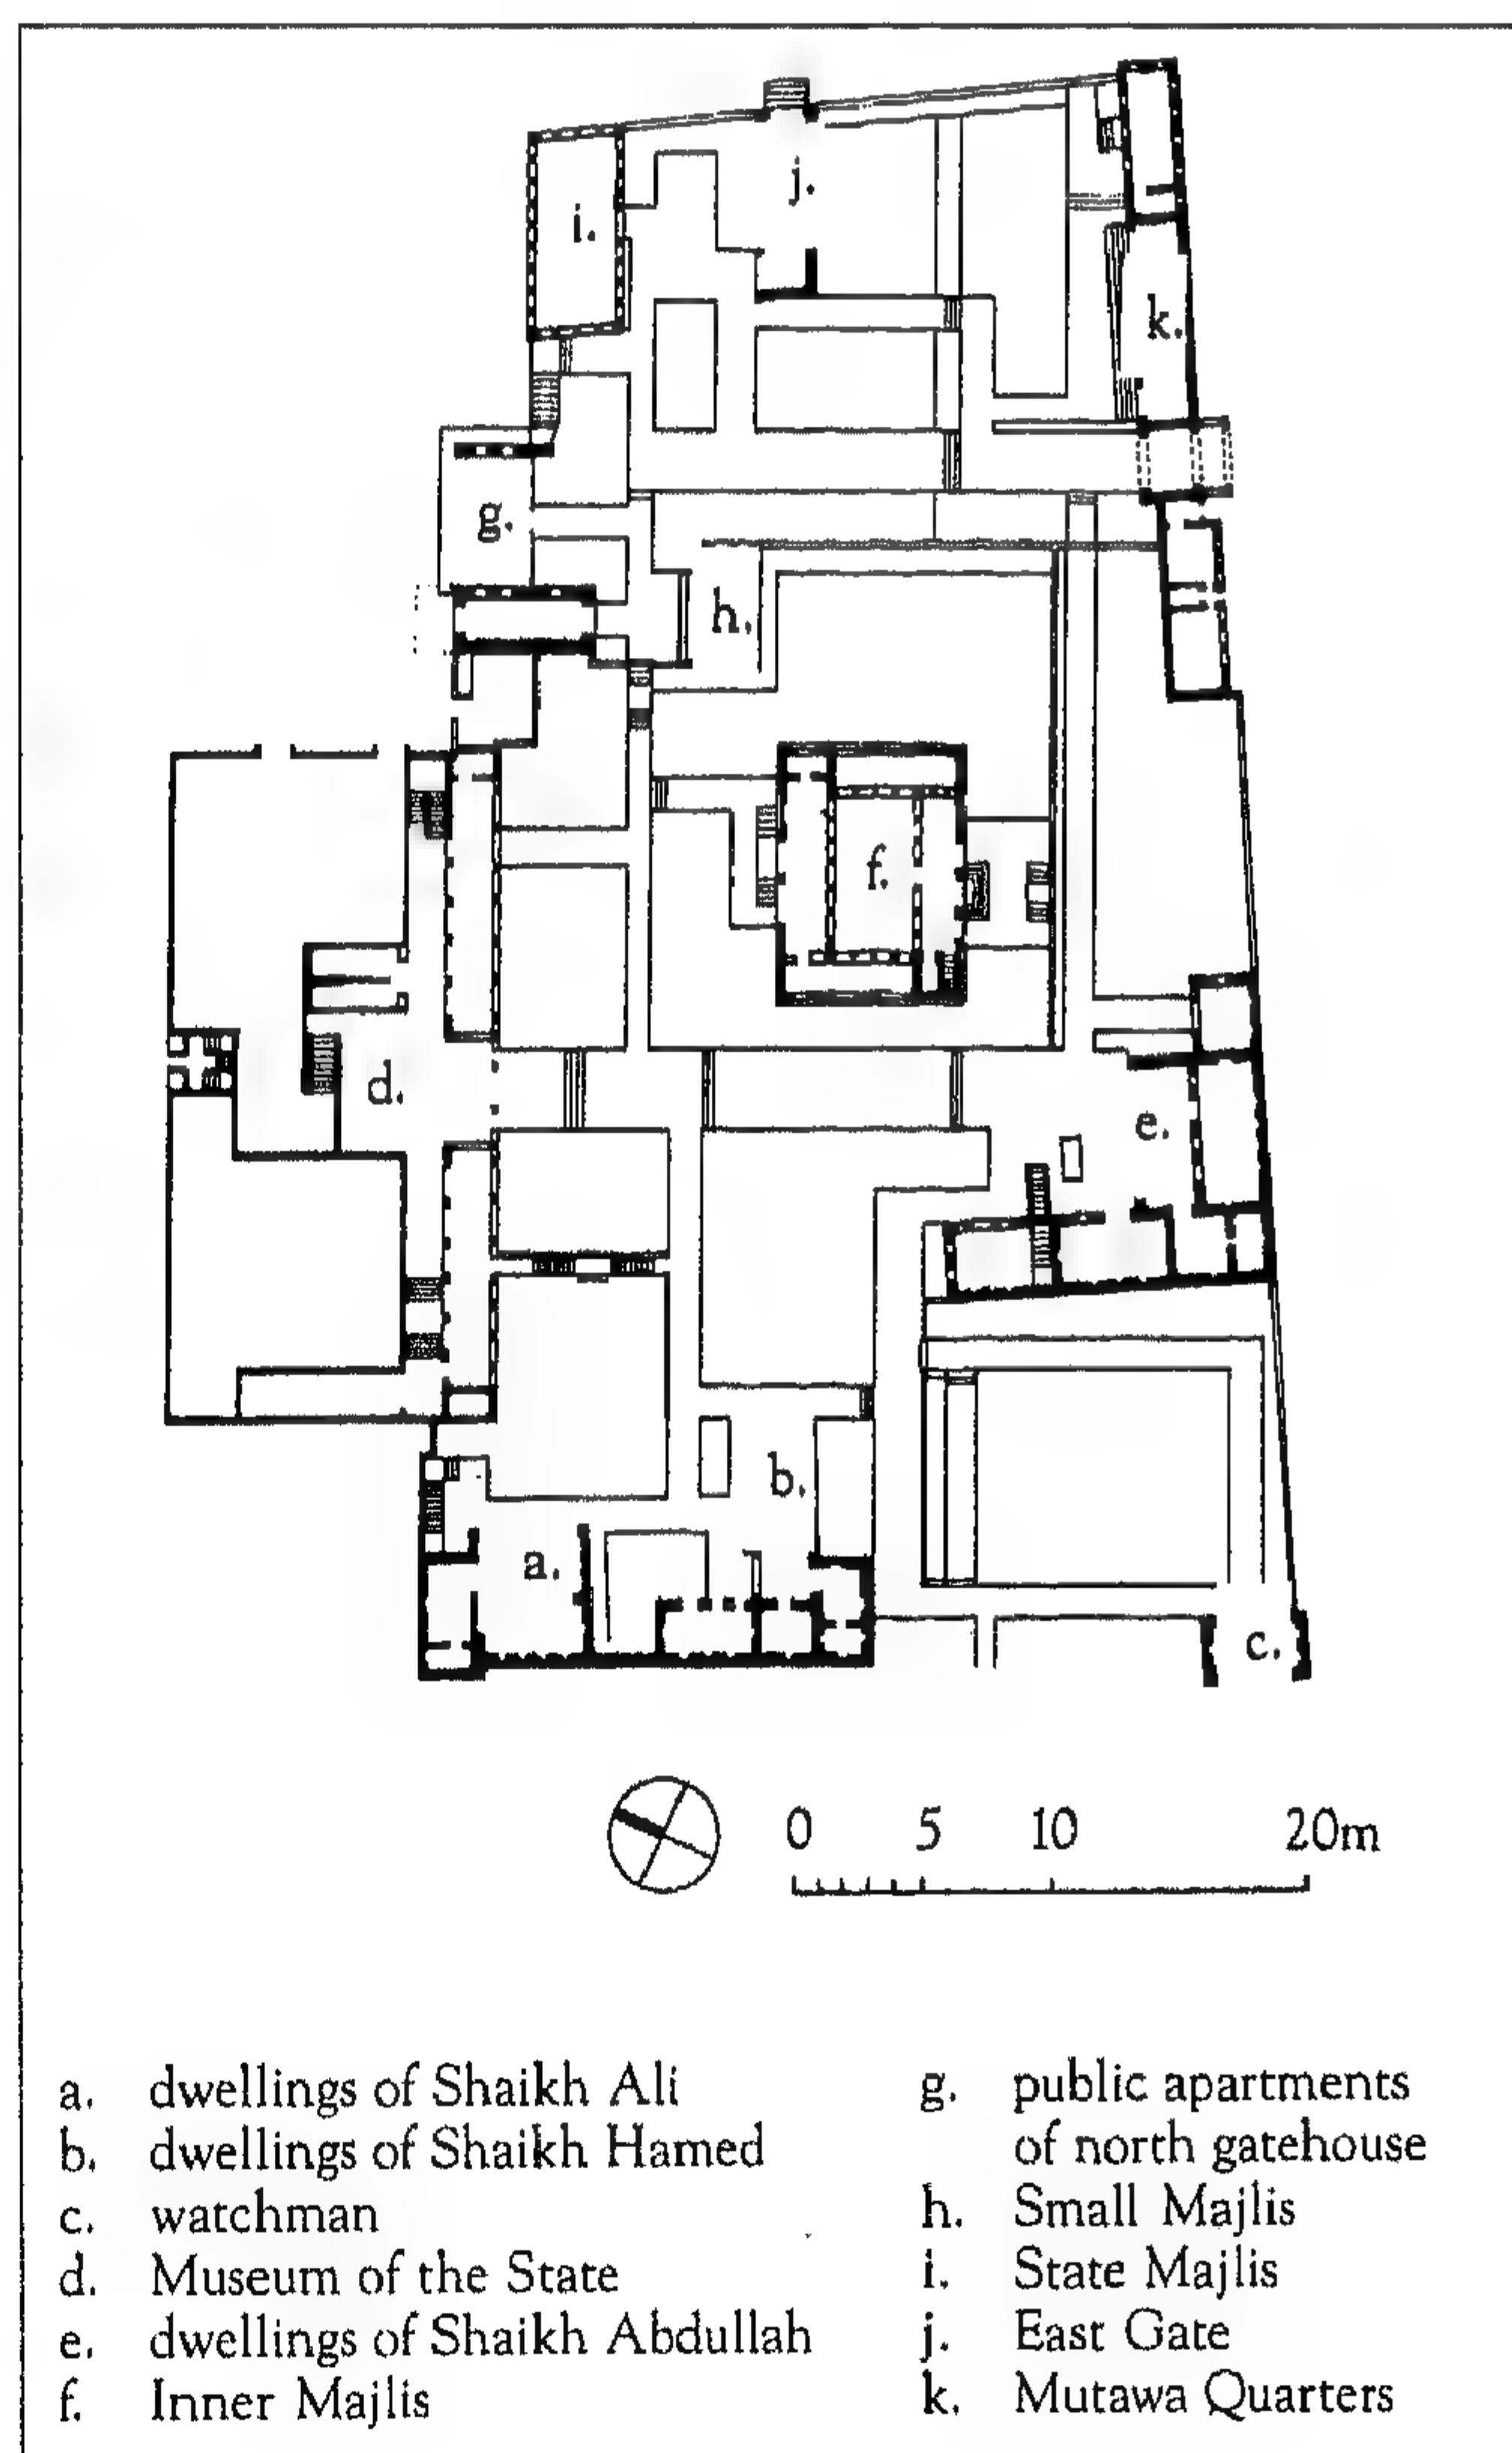 i.
j.
k.
g.
h.
f.
d.
e.
b.
a.
c.
0 5 10 20m
a. dwellings of Shaikh Ali
b. dwellings of Shaikh Hamed
c. watchman
d. Museum of the State
e. dwellings of Shaikh Abdullah
f. Inner Majlis
g. public apartments
of north gatehouse
h. Small Majlis
i. State Majlis
j. East Gate
k. Mutawa Quarters